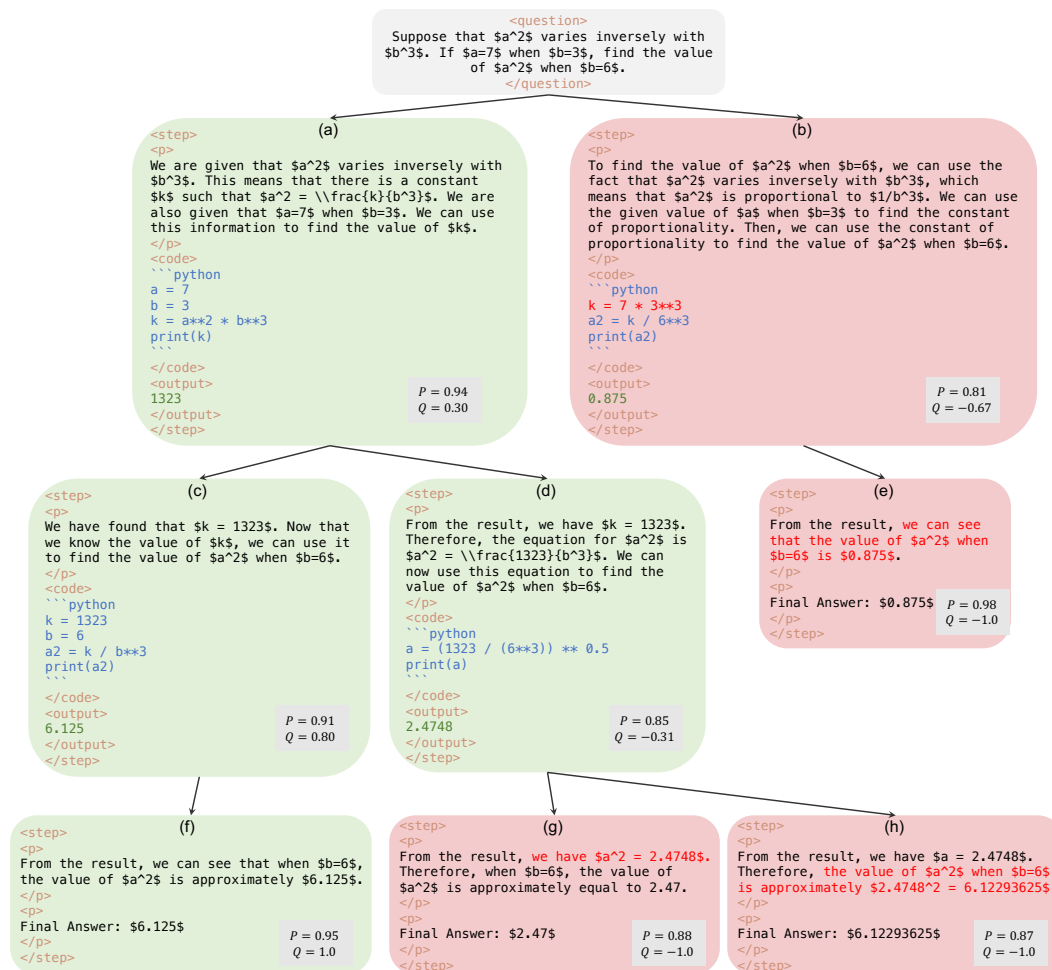 <question>
Suppose that $a^2$ varies inversely with
$b^3$. If $a=7$ when $b=3$, find the value
of $a^2$ when $b=6$.
</question>
(a)
<step>
<p>
We are given that $a^2$ varies inversely with
$b^3$. This means that there is a constant
$k$ such that $a^2 = \\frac{k}{b^3}$. We are
also given that $a=7$ when $b=3$. We can use
this information to find the value of $k$.
</p>
<code>
```python
a = 7
b = 3
k = a**2 * b**3
print(k)
```
</code>
<output>
1323
</output>
</step>
P = 0.94
Q = 0.30
(b)
<step>
<p>
To find the value of $a^2$ when $b=6$, we can use the
fact that $a^2$ varies inversely with $b^3$, which
means that $a^2$ is proportional to $1/b^3$. We can use
the given value of $a$ when $b=3$ to find the constant
of proportionality. Then, we can use the constant of
proportionality to find the value of $a^2$ when $b=6$.
</p>
<code>
```python
k = 7 * 3**3
a2 = k / 6**3
print(a2)
```
</code>
<output>
0.875
</output>
</step>
P = 0.81
Q = −0.67
(c)
<step>
<p>
We have found that $k = 1323$. Now that
we know the value of $k$, we can use it
to find the value of $a^2$ when $b=6$.
</p>
<code>
```python
k = 1323
b = 6
a2 = k / b**3
print(a2)
```
</code>
<output>
6.125
</output>
</step>
P = 0.91
Q = 0.80
(d)
<step>
<p>
From the result, we have $k = 1323$.
Therefore, the equation for $a^2$ is
$a^2 = \\frac{1323}{b^3}$. We can
now use this equation to find the
value of $a^2$ when $b=6$.
</p>
<code>
```python
a = (1323 / (6**3)) ** 0.5
print(a)
```
</code>
<output>
2.4748
</output>
</step>
P = 0.85
Q = −0.31
(e)
<step>
<p>
From the result, we can see
that the value of $a^2$ when
$b=6$ is $0.875$.
</p>
<p>
Final Answer: $0.875$
</p>
</step>
P = 0.98
Q = −1.0
(f)
<step>
<p>
From the result, we can see that when $b=6$,
the value of $a^2$ is approximately $6.125$.
</p>
<p>
Final Answer: $6.125$
</p>
</step>
P = 0.95
Q = 1.0
(g)
<step>
<p>
From the result, we have $a^2 = 2.4748$.
Therefore, when $b=6$, the value of
$a^2$ is approximately equal to 2.47.
</p>
<p>
Final Answer: $2.47$
</p>
</step>
P = 0.88
Q = −1.0
(h)
<step>
<p>
From the result, we have $a = 2.4748$.
Therefore, the value of $a^2$ when $b=6$
is approximately $2.4748^2 = 6.12293625$
</p>
<p>
Final Answer: $6.12293625$
</p>
</step>
P = 0.87
Q = −1.0